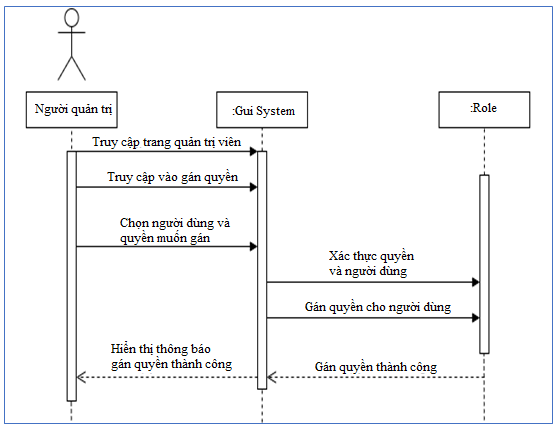 Người quản trị
:Gui System
:Role
Truy cập trang quản trị viên
Truy cập vào gán quyền
Chọn người dùng và
quyền muốn gán
Xác thực quyền
và người dùng
Gán quyền cho người dùng
Hiển thị thông báo
gán quyền thành công
Gán quyền thành công